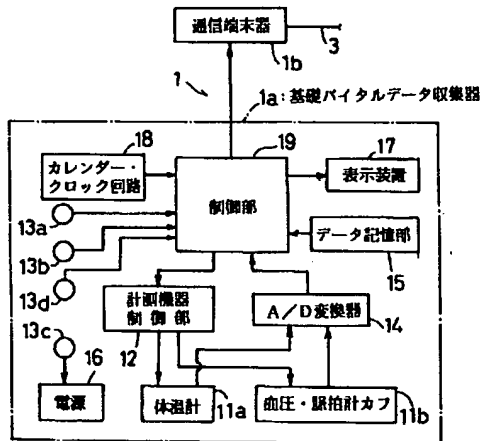 通信端末器
3
1b
1
1a:基礎バイタルデータ収集器
18
19
17
カレンダー・
クロック回路
制御部
表示装置
13a
データ記憶部
13b
15
13d
計測機器
制御部
A/D変換器
14
13c
12
16
電源
体温計
11a
血圧・脈拍計カフ
11b